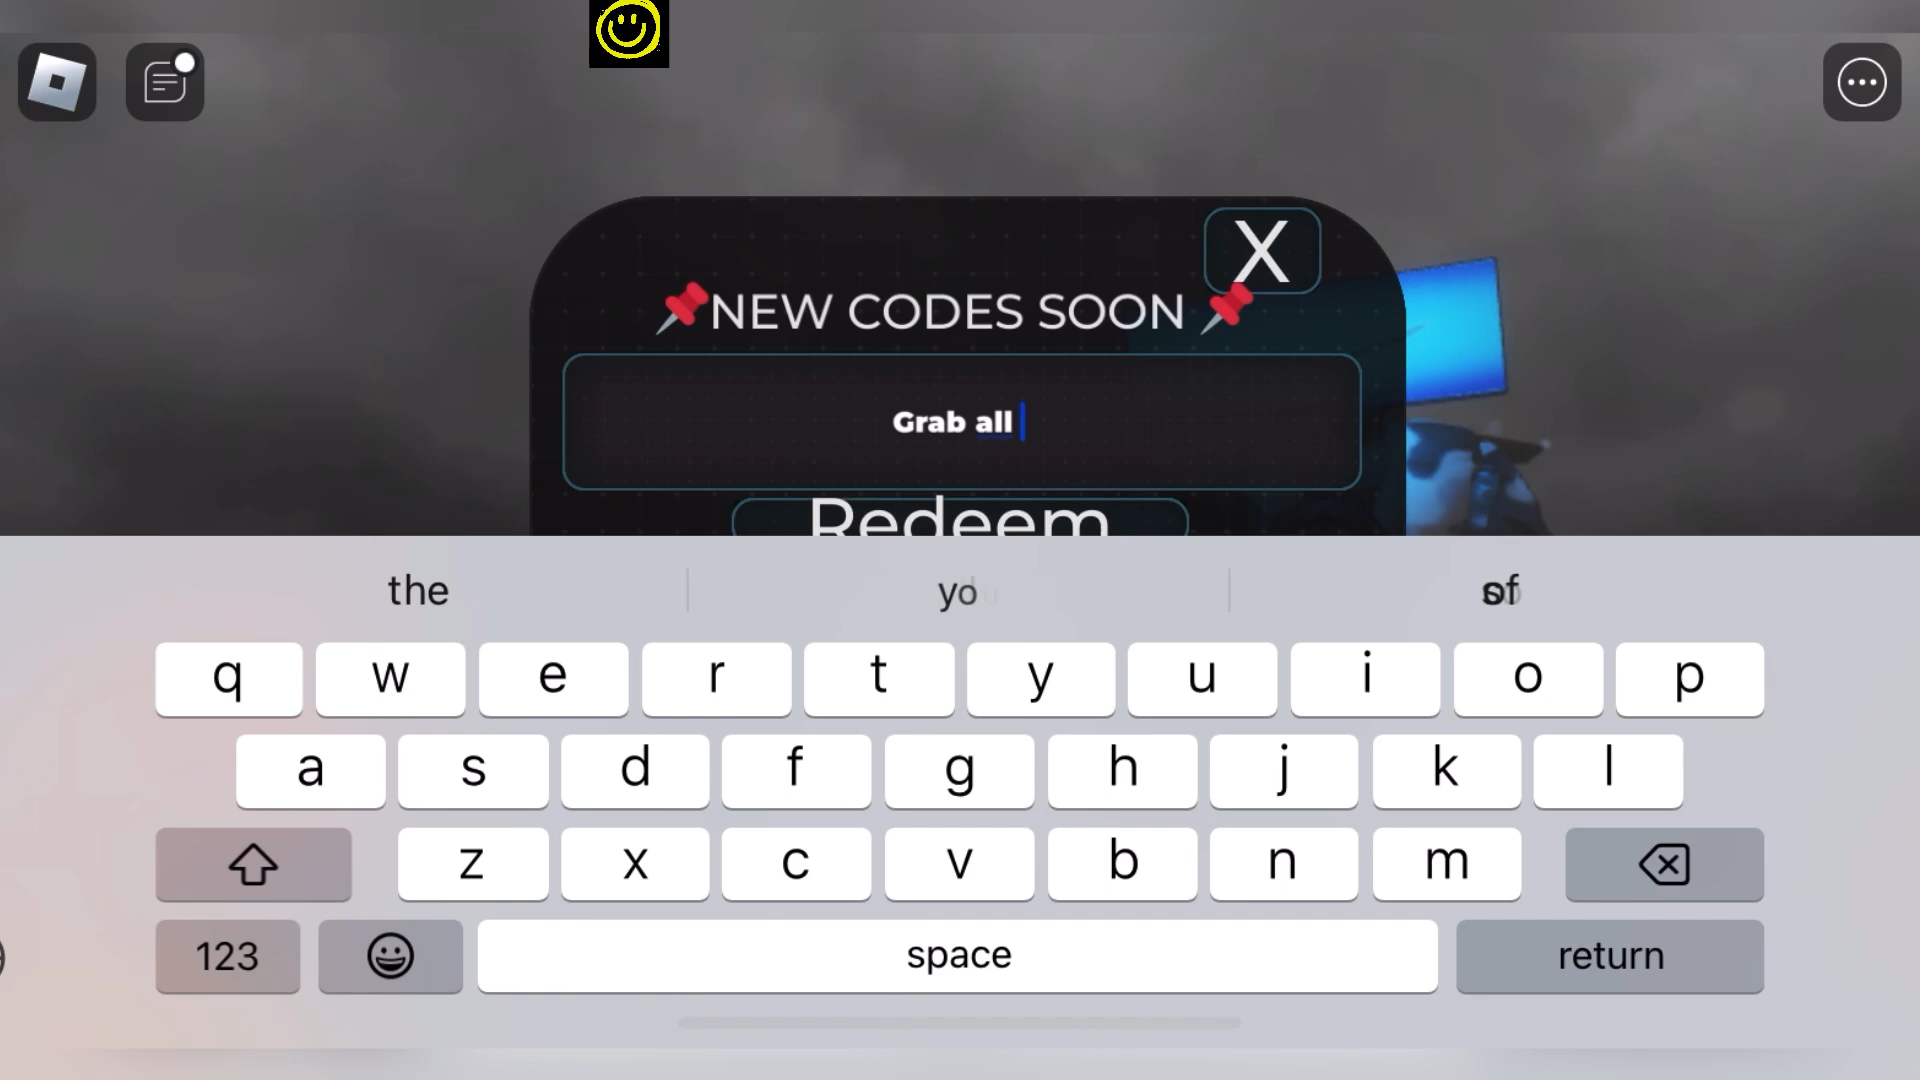 X
📌NEW CODES SOON 📌
Grab all
Redeem
the
q w e r t y u i o p
a s d f g h j k l
z x c v b n m
123 space return